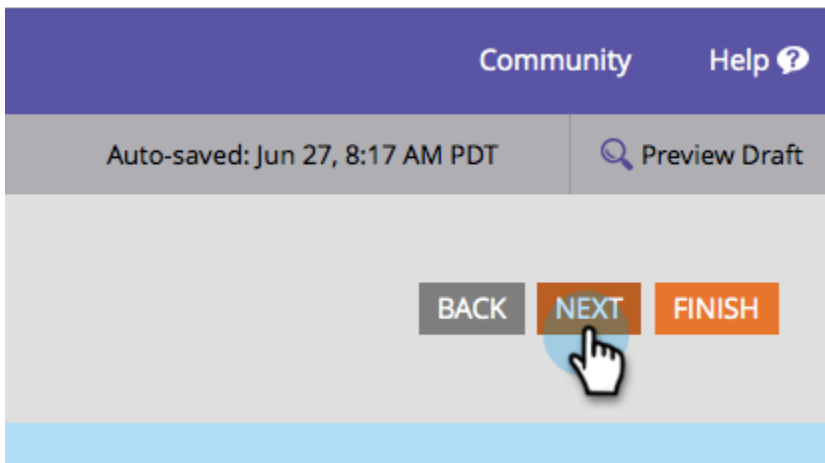 Community Help ?
Auto-saved: Jun 27, 8:17 AM PDT Preview Draft
BACK NEXT FINISH